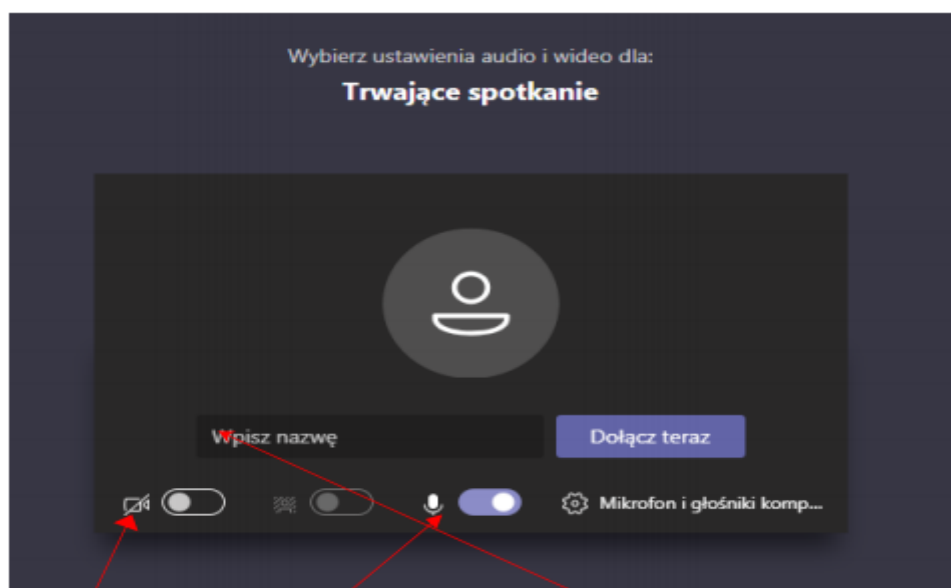 Wybierz ustawienia audio i wideo dla:
Trwające spotkanie
Wpisz nazwę
Dołącz teraz
Mikrofon i głośniki komp...